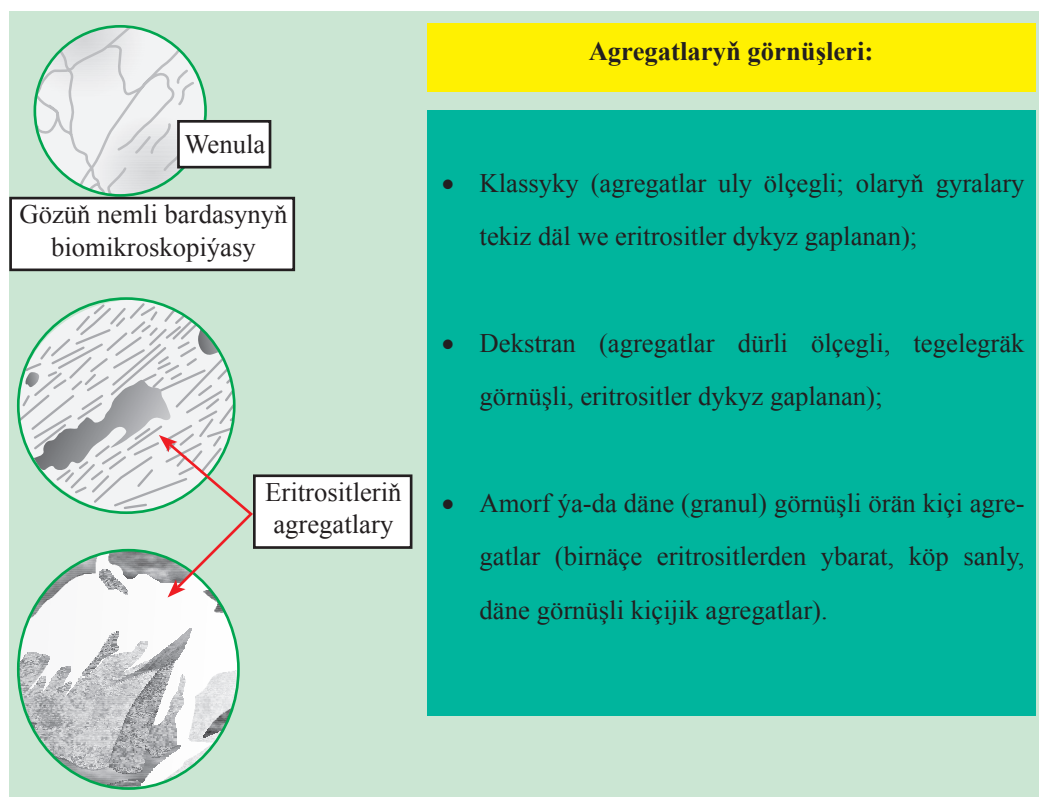 Wenula
Gözüň nemli bardasynyň
biomikroskopiýasy
Eritrositleriň
agregatlary
Agregatlaryň görnüşleri:
• Klassyky (agregatlar uly ölçegli; olaryň gyralary
tekiz däl we eritrositler dykyz gaplanan);
• Dekstran (agregatlar dürli ölçegli, tegelegräk
görnüşli, eritrositler dykyz gaplanan);
• Amorf ýa-da däne (granul) görnüşli örän kiçi agre-
gatlar (birnäçe eritrositlerden ybarat, köp sanly,
däne görnüşli kiçijik agregatlar).